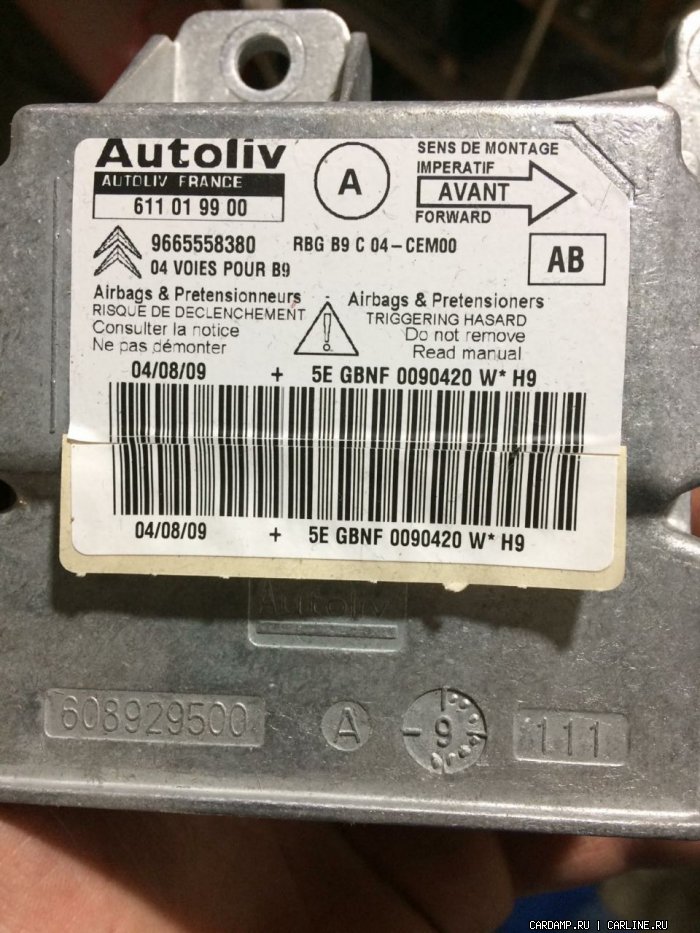 Autoliv
AUTOLIV FRANCE
611 01 99 00
A
SENS DE MONTAGE
IMPERATIF
AVANT
FORWARD
9665558380 RBG B9 C 04-CEM00
04 VOIES POUR B9
AB
Airbags & Pretensionneurs
RISQUE DE DECLENCHEMENT
Consulter la notice
Ne pas démonter
!
Airbags & Pretensioners
TRIGGERING HASARD
Do not remove
Read manual
04/08/09 + 5E GBNF 0090420 W* H9
04/08/09 + 5E GBNF 0090420 W* H9
Autoliv
608929500 A 9 111
CARDAMP.RU | CARLINE.RU